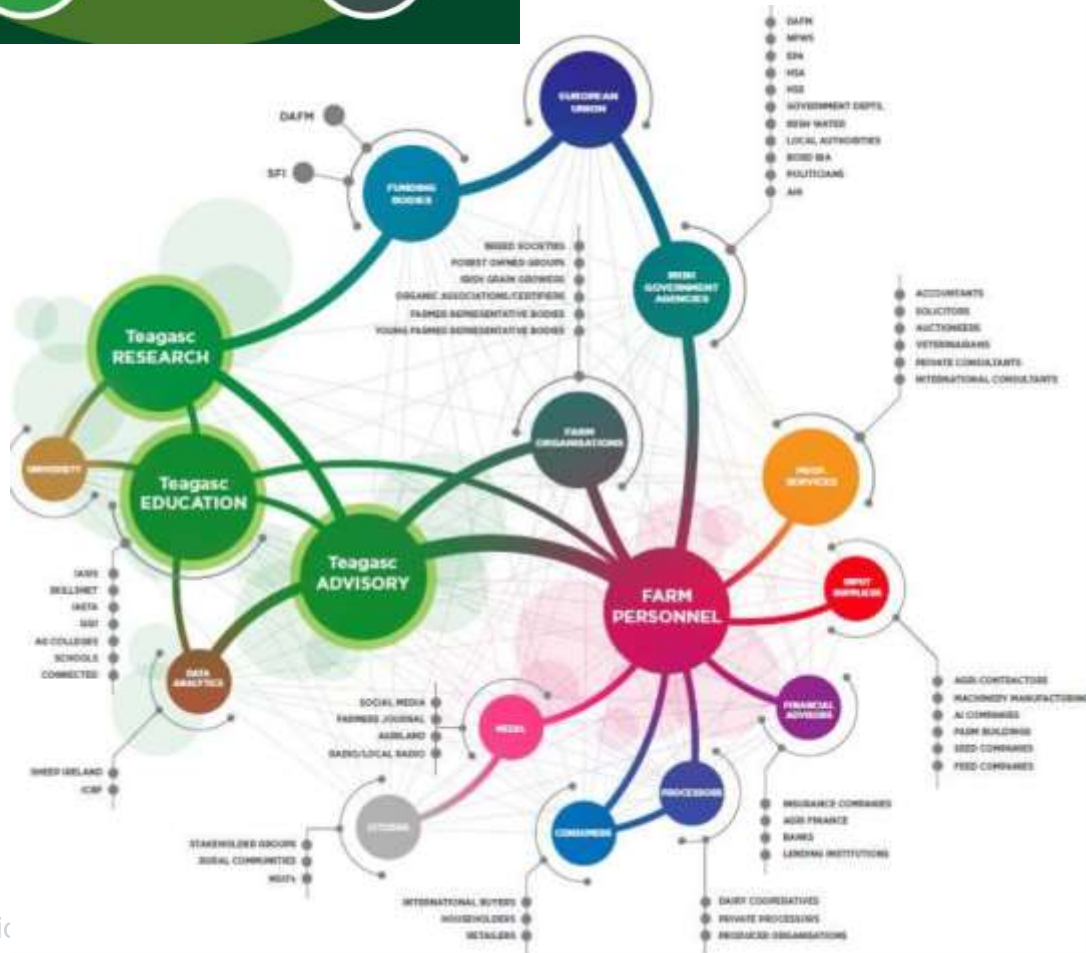 DAFM
NPWS
EPA
HSA
HSE
GOVERNMENT DEPTS.
IRISH WATER
LOCAL AUTHORITIES
BORD BIA
POLITICIANS
AHI
EUROPEAN
UNION
DAFM
SFI
FUNDING
BODIES
BREED SOCIETIES
FOREST OWNED GROUPS
IRISH GRAIN GROWERS
ORGANIC ASSOCIATIONS/CERTIFIERS
FARMER REPRESENTATIVE BODIES
YOUNG FARMER REPRESENTATIVE BODIES
IRISH
GOVERNMENT
AGENCIES
ACCOUNTANTS
SOLICITORS
AUCTIONEERS
VETERINARIANS
PRIVATE CONSULTANTS
INTERNATIONAL CONSULTANTS
Teagasc
RESEARCH
FARM
ORGANISATIONS
UNIVERSITY
PROF.
SERVICES
Teagasc
EDUCATION
Teagasc
ADVISORY
FARM
PERSONNEL
INPUT
SUPPLIERS
SKILLNET
AG COLLEGES
SCHOOLS
CONNECTED
DATA
ANALYTICS
FINANCIAL
ADVISORS
AGRI CONTRACTORS
MACHINERY MANUFACTURING
AI COMPANIES
FARM BUILDINGS
SEED COMPANIES
FEED COMPANIES
SOCIAL MEDIA
FARMERS JOURNAL
AGRILAND
RADIO/LOCAL RADIO
MEDIA
SHEEP IRELAND
ICBF
PROCESSORS
CONSUMERS
CITIZENS
INSURANCE COMPANIES
AGRI FINANCE
BANKS
LENDING INSTITUTIONS
STAKEHOLDER GROUPS
RURAL COMMUNITIES
INTERNATIONAL BUYERS
HOUSEHOLDERS
RETAILERS
DAIRY COOPERATIVES
PRIVATE PROCESSORS
PRODUCER ORGANISATIONS